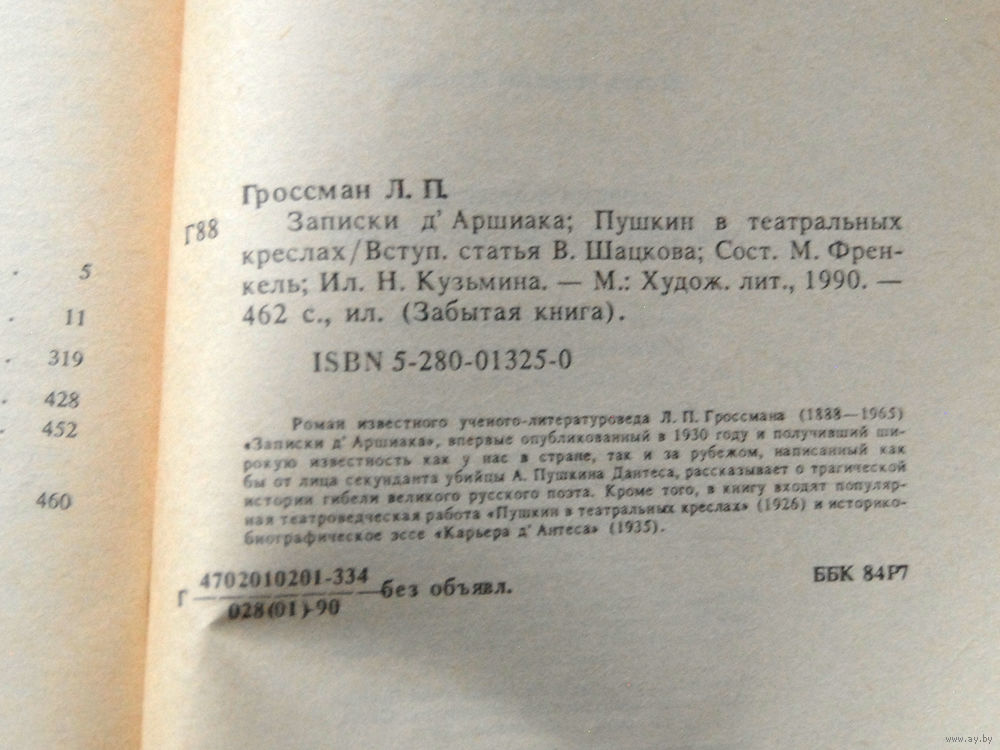 5
11
319
428
452
460
Гроссман Л. П.
Г88
Записки д' Аршиака; Пушкин в театральных
креслах/Вступ. статья В. Шацкова; Сост. М. Френ-
кель; Ил. Н. Кузьмина. — М.: Худож. лит., 1990. —
462 с., ил. (Забытая книга).
ISBN 5-280-01325-0
Роман известного ученого-литературоведа Л. П. Гроссмана (1888—1965)
«Записки д' Аршиака», впервые опубликованный в 1930 году и получивший ши-
рокую известность как у нас в стране, так и за рубежом, написанный как
бы от лица секунданта убийцы А. Пушкина Дантеса, рассказывает о трагической
истории гибели великого русского поэта. Кроме того, в книгу входят популяр-
ная театроведческая работа «Пушкин в театральных креслах» (1926) и историко-
биографическое эссе «Карьера д' Антеса» (1935).
Г 4702010201-334
028(01)-90
без объявл.
ББК 84Р7
www.ay.by